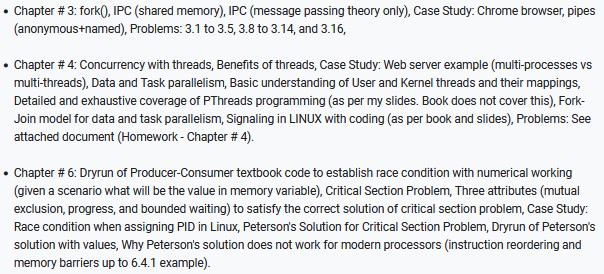 • Chapter # 3: fork(), IPC (shared memory), IPC (message passing theory only), Case Study: Chrome browser, pipes
(anonymous+named), Problems: 3.1 to 3.5, 3.8 to 3.14, and 3.16,
• Chapter # 4: Concurrency with threads, Benefits of threads, Case Study: Web server example (multi-processes vs
multi-threads), Data and Task parallelism, Basic understanding of User and Kernel threads and their mappings,
Detailed and exhaustive coverage of PThreads programming (as per my slides. Book does not cover this), Fork-
Join model for data and task parallelism, Signaling in LINUX with coding (as per book and slides), Problems: See
attached document (Homework - Chapter # 4).
• Chapter # 6: Dryrun of Producer-Consumer textbook code to establish race condition with numerical working
(given a scenario what will be the value in memory variable), Critical Section Problem, Three attributes (mutual
exclusion, progress, and bounded waiting) to satisfy the correct solution of critical section problem, Case Study:
Race condition when assigning PID in Linux, Peterson's Solution for Critical Section Problem, Dryrun of Peterson's
solution with values, Why Peterson's solution does not work for modern processors (instruction reordering and
memory barriers up to 6.4.1 example).